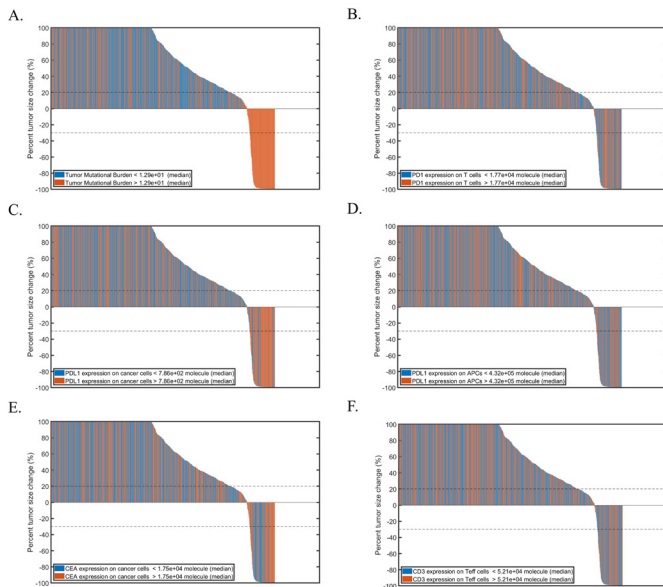 A.
100
80
60
40
20
0
-20
-40
-60
-80
-100
Percent tumor size change (%)
Tumor Mutational Burden < 1.29e+01 (median)
Tumor Mutational Burden > 1.29e+01 (median)
B.
100
80
60
40
20
0
-20
-40
-60
-80
-100
Percent tumor size change (%)
PD1 expression on T cells < 1.77e+04 molecule (median)
PD1 expression on T cells > 1.77e+04 molecule (median)
C.
100
80
60
40
20
0
-20
-40
-60
-80
-100
Percent tumor size change (%)
PDL1 expression on cancer cells < 7.86e+02 molecule (median)
PDL1 expression on cancer cells > 7.86e+02 molecule (median)
D.
100
80
60
40
20
0
-20
-40
-60
-80
-100
Percent tumor size change (%)
PDL1 expression on APCs < 4.32e+05 molecule (median)
PDL1 expression on APCs > 4.32e+05 molecule (median)
E.
100
80
60
40
20
0
-20
-40
-60
-80
-100
Percent tumor size change (%)
CEA expression on cancer cells < 1.75e+04 molecule (median)
CEA expression on cancer cells > 1.75e+04 molecule (median)
F.
100
80
60
40
20
0
-20
-40
-60
-80
-100
Percent tumor size change (%)
CD3 expression on Teff cells < 5.21e+04 molecule (median)
CD3 expression on Teff cells > 5.21e+04 molecule (median)